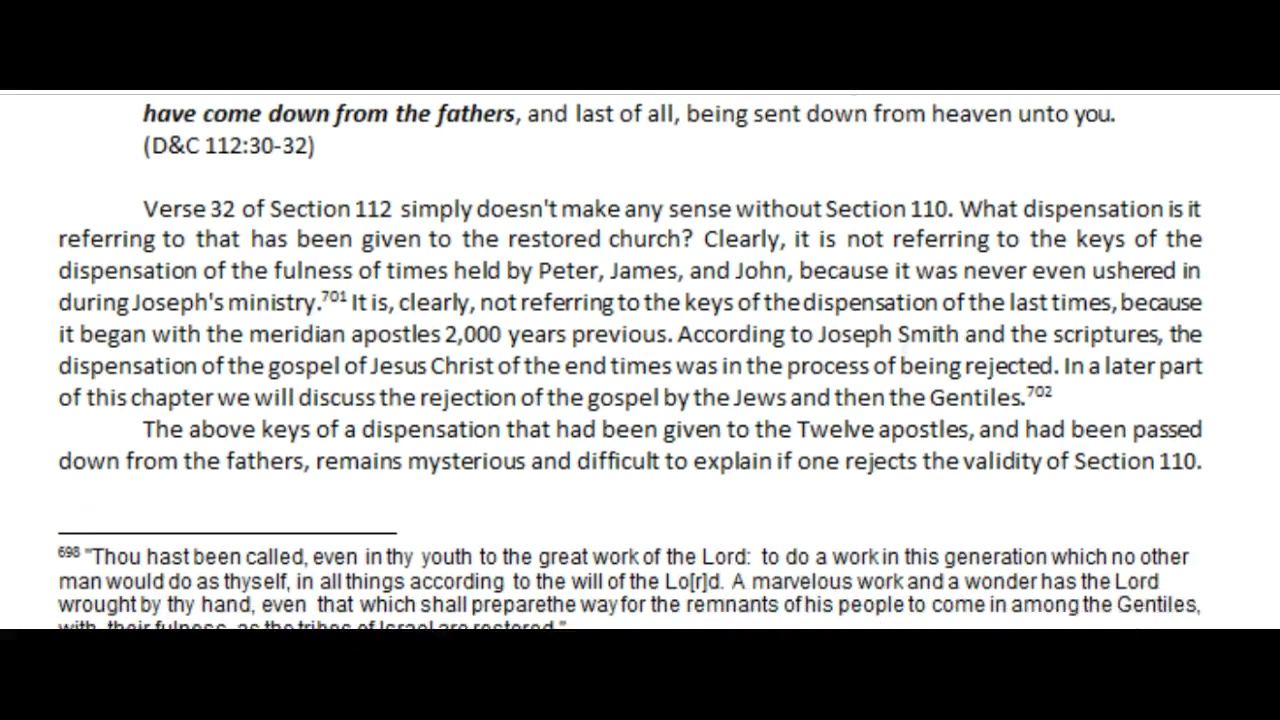 have come down from the fathers, and last of all, being sent down from heaven unto you.
(D&C 112:30-32)
Verse 32 of Section 112 simply doesn't make any sense without Section 110. What dispensation is it
referring to that has been given to the restored church? Clearly, it is not referring to the keys of the
dispensation of the fulness of times held by Peter, James, and John, because it was never even ushered in
during Joseph's ministry.701 It is, clearly, not referring to the keys of the dispensation of the last times, because
it began with the meridian apostles 2,000 years previous. According to Joseph Smith and the scriptures, the
dispensation of the gospel of Jesus Christ of the end times was in the process of being rejected. In a later part
of this chapter we will discuss the rejection of the gospel by the Jews and then the Gentiles.702
The above keys of a dispensation that had been given to the Twelve apostles, and had been passed
down from the fathers, remains mysterious and difficult to explain if one rejects the validity of Section 110.
698 "Thou hast been called, even in thy youth to the great work of the Lord: to do a work in this generation which no other
man would do as thyself, in all things according to the will of the Lo[r]d. A marvelous work and a wonder has the Lord
wrought by thy hand, even that which shall prepare the way for the remnants of his people to come in among the Gentiles,
with their fulness, as the tribes of Israel are restored."